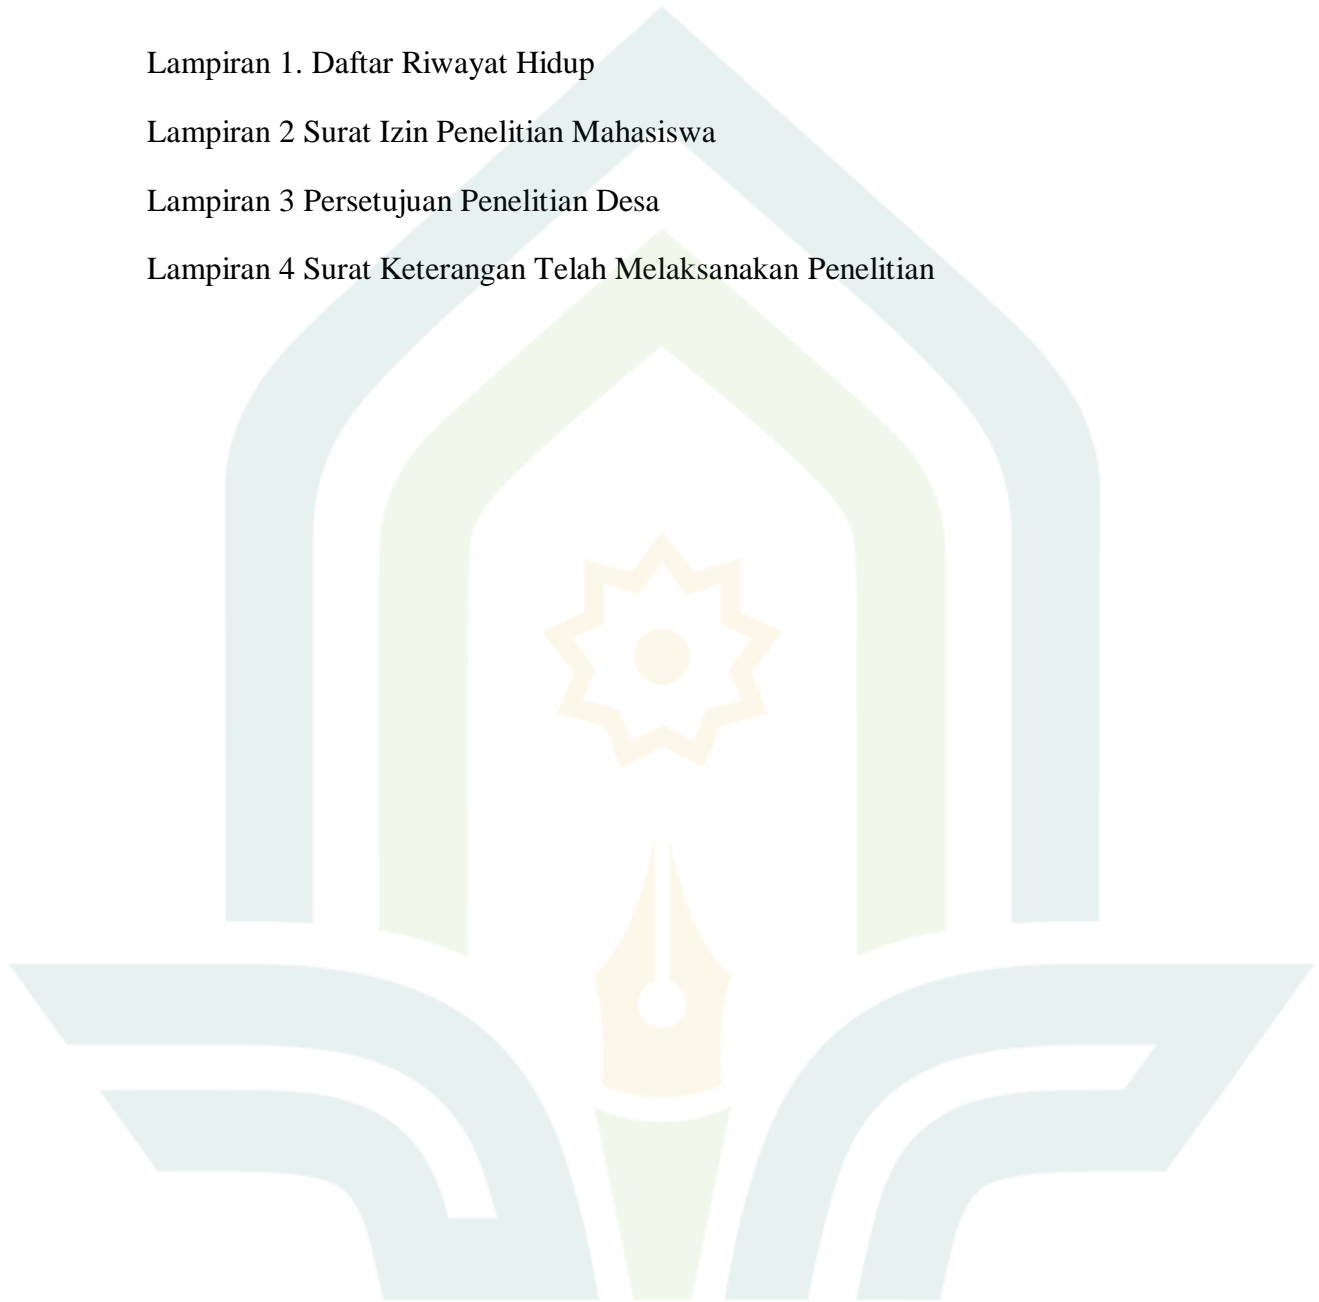 Lampiran 1. Daftar Riwayat Hidup
Lampiran 2 Surat Izin Penelitian Mahasiswa
Lampiran 3 Persetujuan Penelitian Desa
Lampiran 4 Surat Keterangan Telah Melaksanakan Penelitian